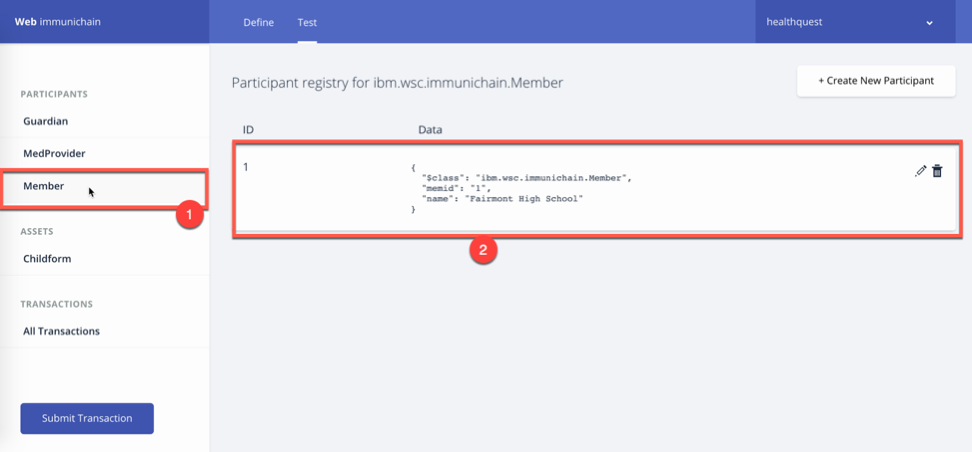 Web immunichain
Define
Test
healthquest
PARTICIPANTS
Guardian
MedProvider
Member
1
ASSETS
Childform
TRANSACTIONS
All Transactions
Submit Transaction
Participant registry for ibm.wsc.immunichain.Member
+ Create New Participant
ID
Data
1
{
"$class": "ibm.wsc.immunichain.Member",
"memid": "1",
"name": "Fairmont High School"
}
2